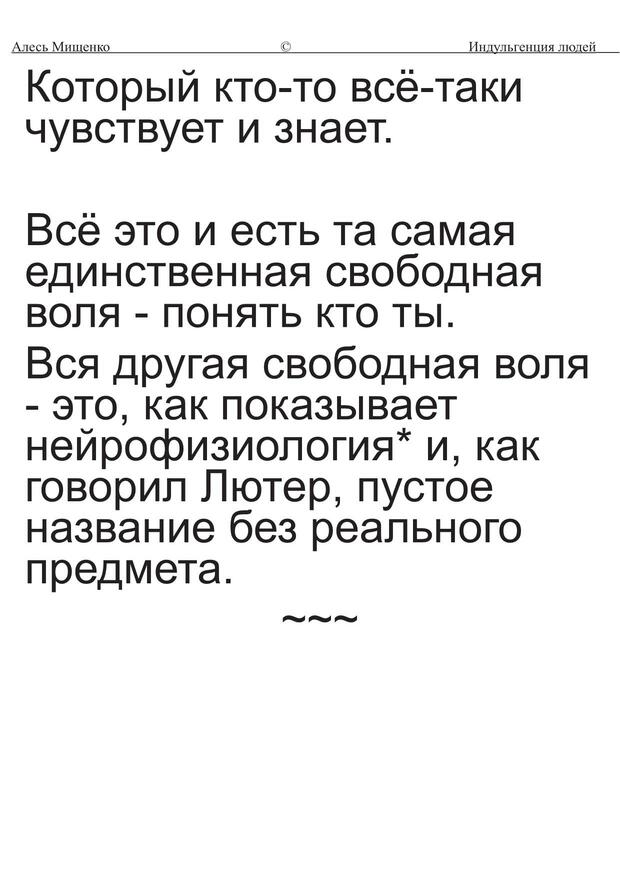 Алесь Мищенко © Индульгенция людей
Который кто-то всё-таки
чувствует и знает.
Всё это и есть та самая
единственная свободная
воля - понять кто ты.
Вся другая свободная воля
- это, как показывает
нейрофизиология* и, как
говорил Лютер, пустое
название без реального
предмета.
~~~